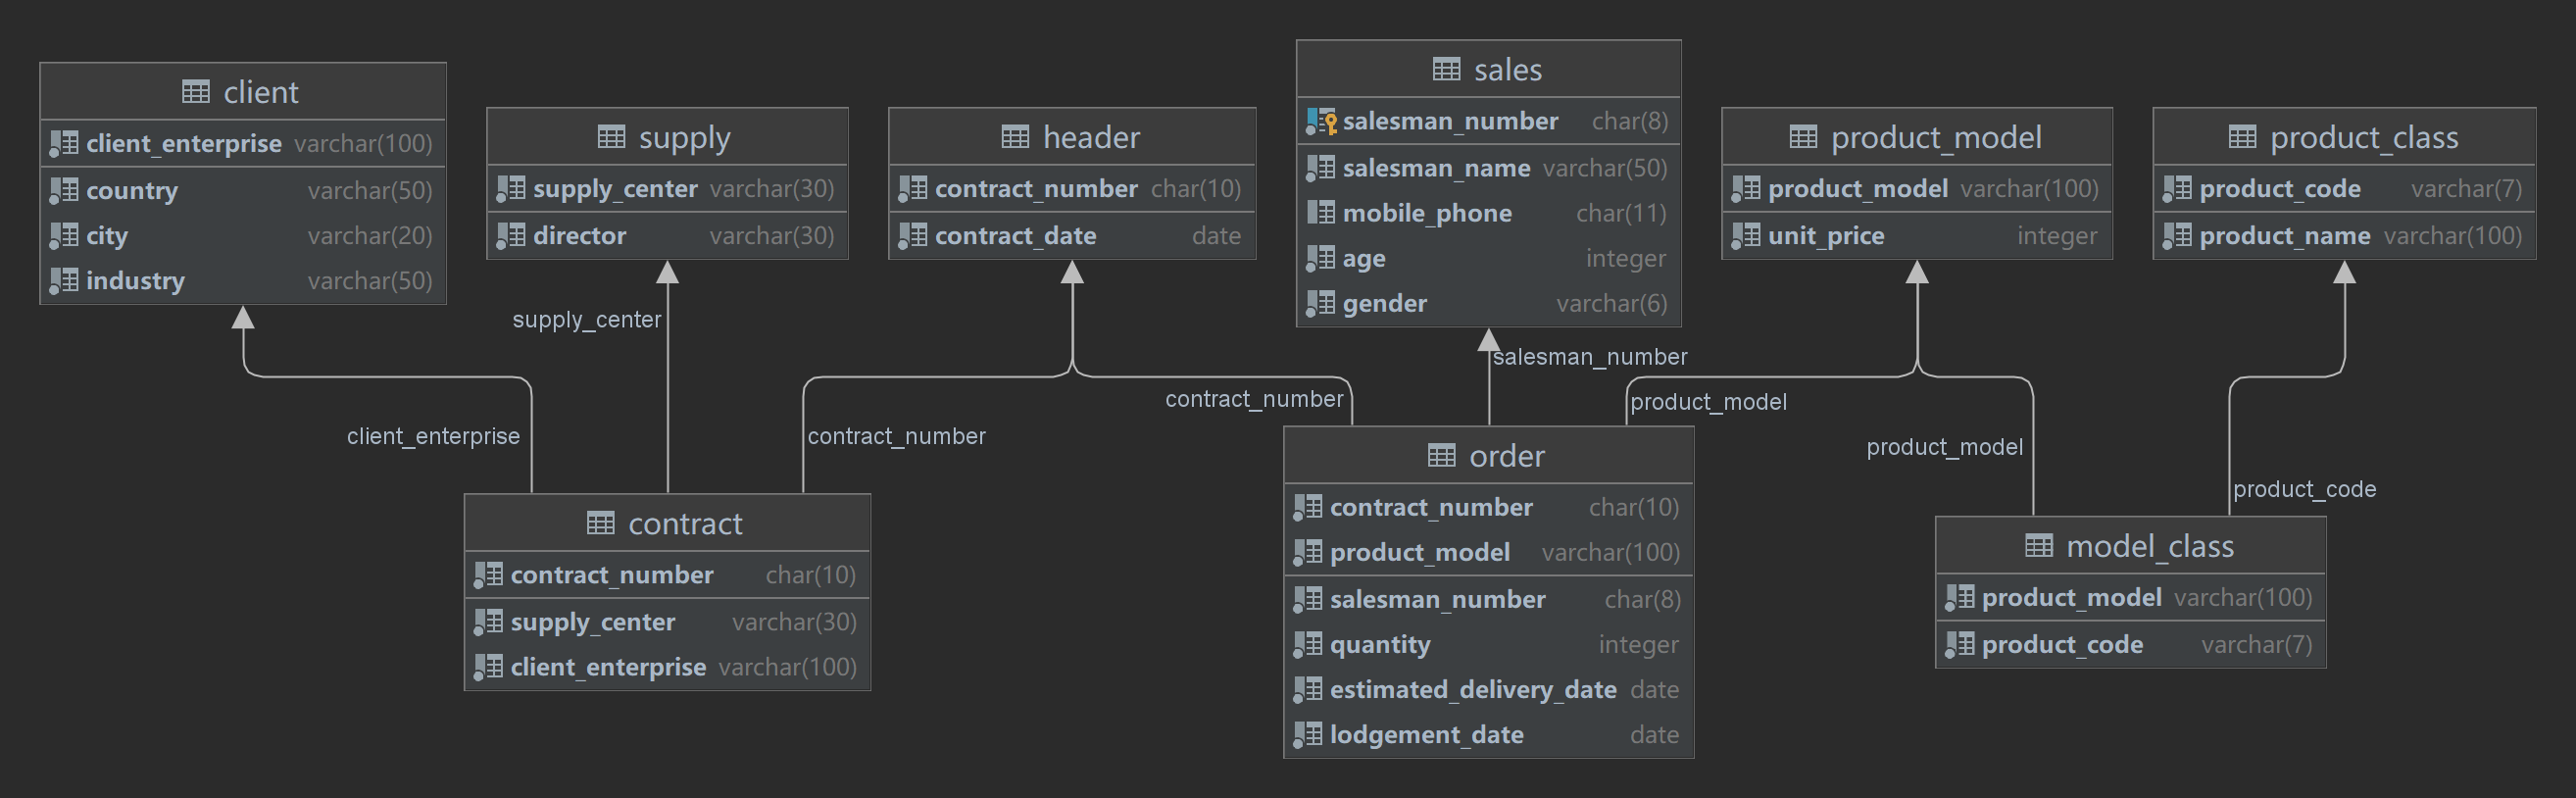 client
client_enterprise varchar(100)
country varchar(50)
city varchar(20)
industry varchar(50)
supply
supply_center varchar(30)
director varchar(30)
header
contract_number char(10)
contract_date date
sales
salesman_number char(8)
salesman_name varchar(50)
mobile_phone char(11)
age integer
gender varchar(6)
product_model
product_model varchar(100)
unit_price integer
product_class
product_code varchar(7)
product_name varchar(100)
supply_center
salesman_number
contract_number
product_model
client_enterprise
contract_number
product_model
product_code
contract
contract_number char(10)
supply_center varchar(30)
client_enterprise varchar(100)
order
contract_number char(10)
product_model varchar(100)
salesman_number char(8)
quantity integer
estimated_delivery_date date
lodgement_date date
model_class
product_model varchar(100)
product_code varchar(7)